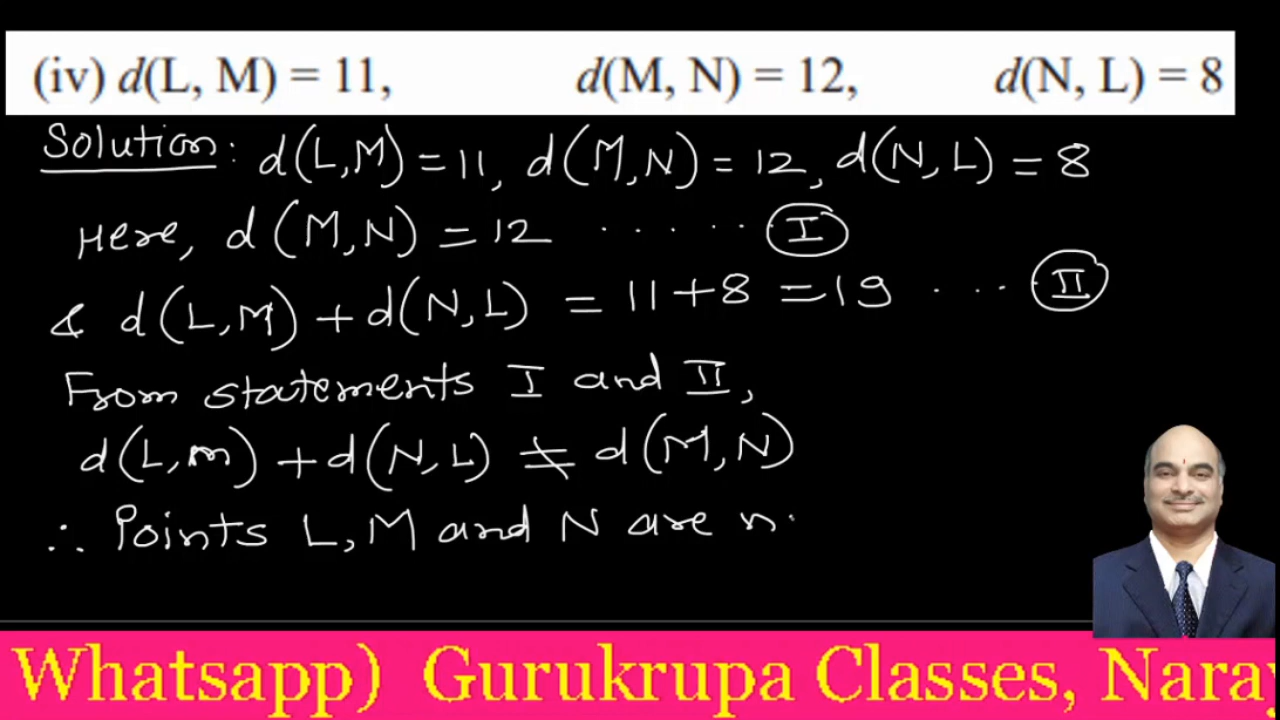 (iv) d(L, M) = 11, d(M, N) = 12, d(N, L) = 8
Solution: d(L,M) = 11, d(M,N) = 12, d(N, L) = 8
Here, d(M,N) = 12 ..... I
& d(L,M) + d(N,L) = 11+8 = 19 .... II
From statements I and II,
d(L,m) + d(N,L) ≠ d(M,N)
∴ Points L, M and N are n
Whatsapp) Gurukrupa Classes, Naray